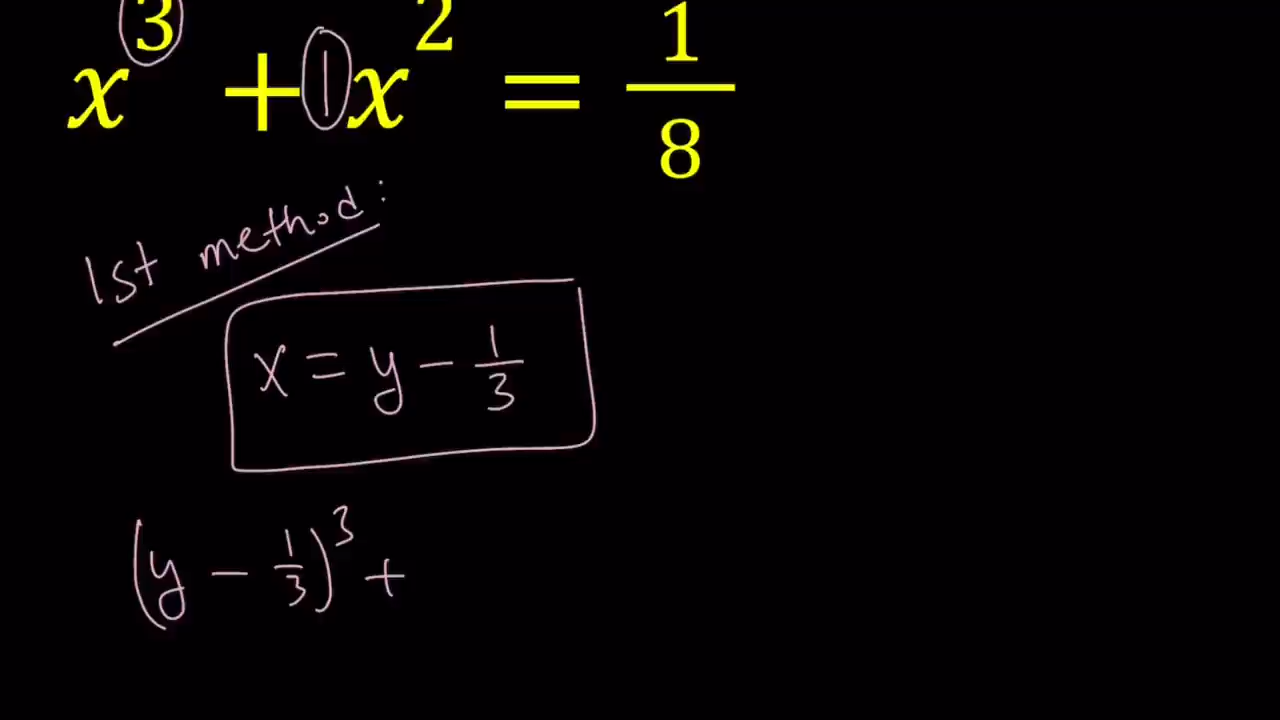 x³ + 1x² = 1/8
1st method:
x = y - 1/3
(y - 1/3)³ +